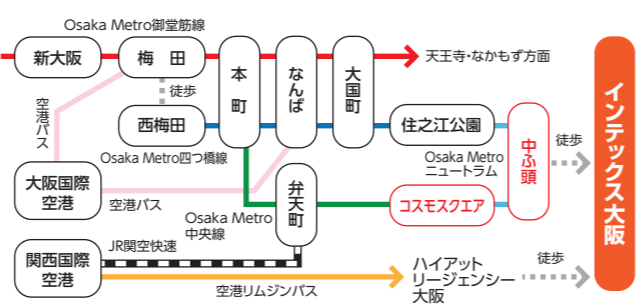 Osaka Metro御堂筋線
新大阪
梅田
本町
なんば
大国町
天王寺・なかもず方面
徒歩
空港バス
西梅田
住之江公園
Osaka Metro四つ橋線
Osaka Metro
ニュートラム
中ふ頭
徒歩
インテックス大阪
大阪国際
空港
空港バス
弁天町
Osaka Metro
中央線
コスモスクエア
関西国際
空港
JR関空快速
空港リムジンバス
ハイアット
リージェンシー
大阪
徒歩